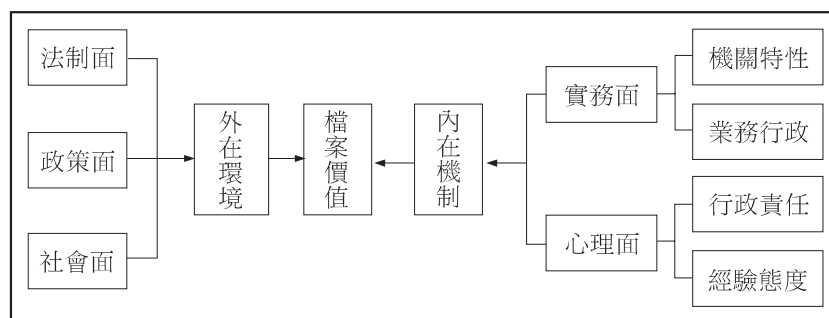 法制面
政策面
社會面
外在環境
檔案價值
內在機制
實務面
心理面
機關特性
業務行政
行政責任
經驗態度